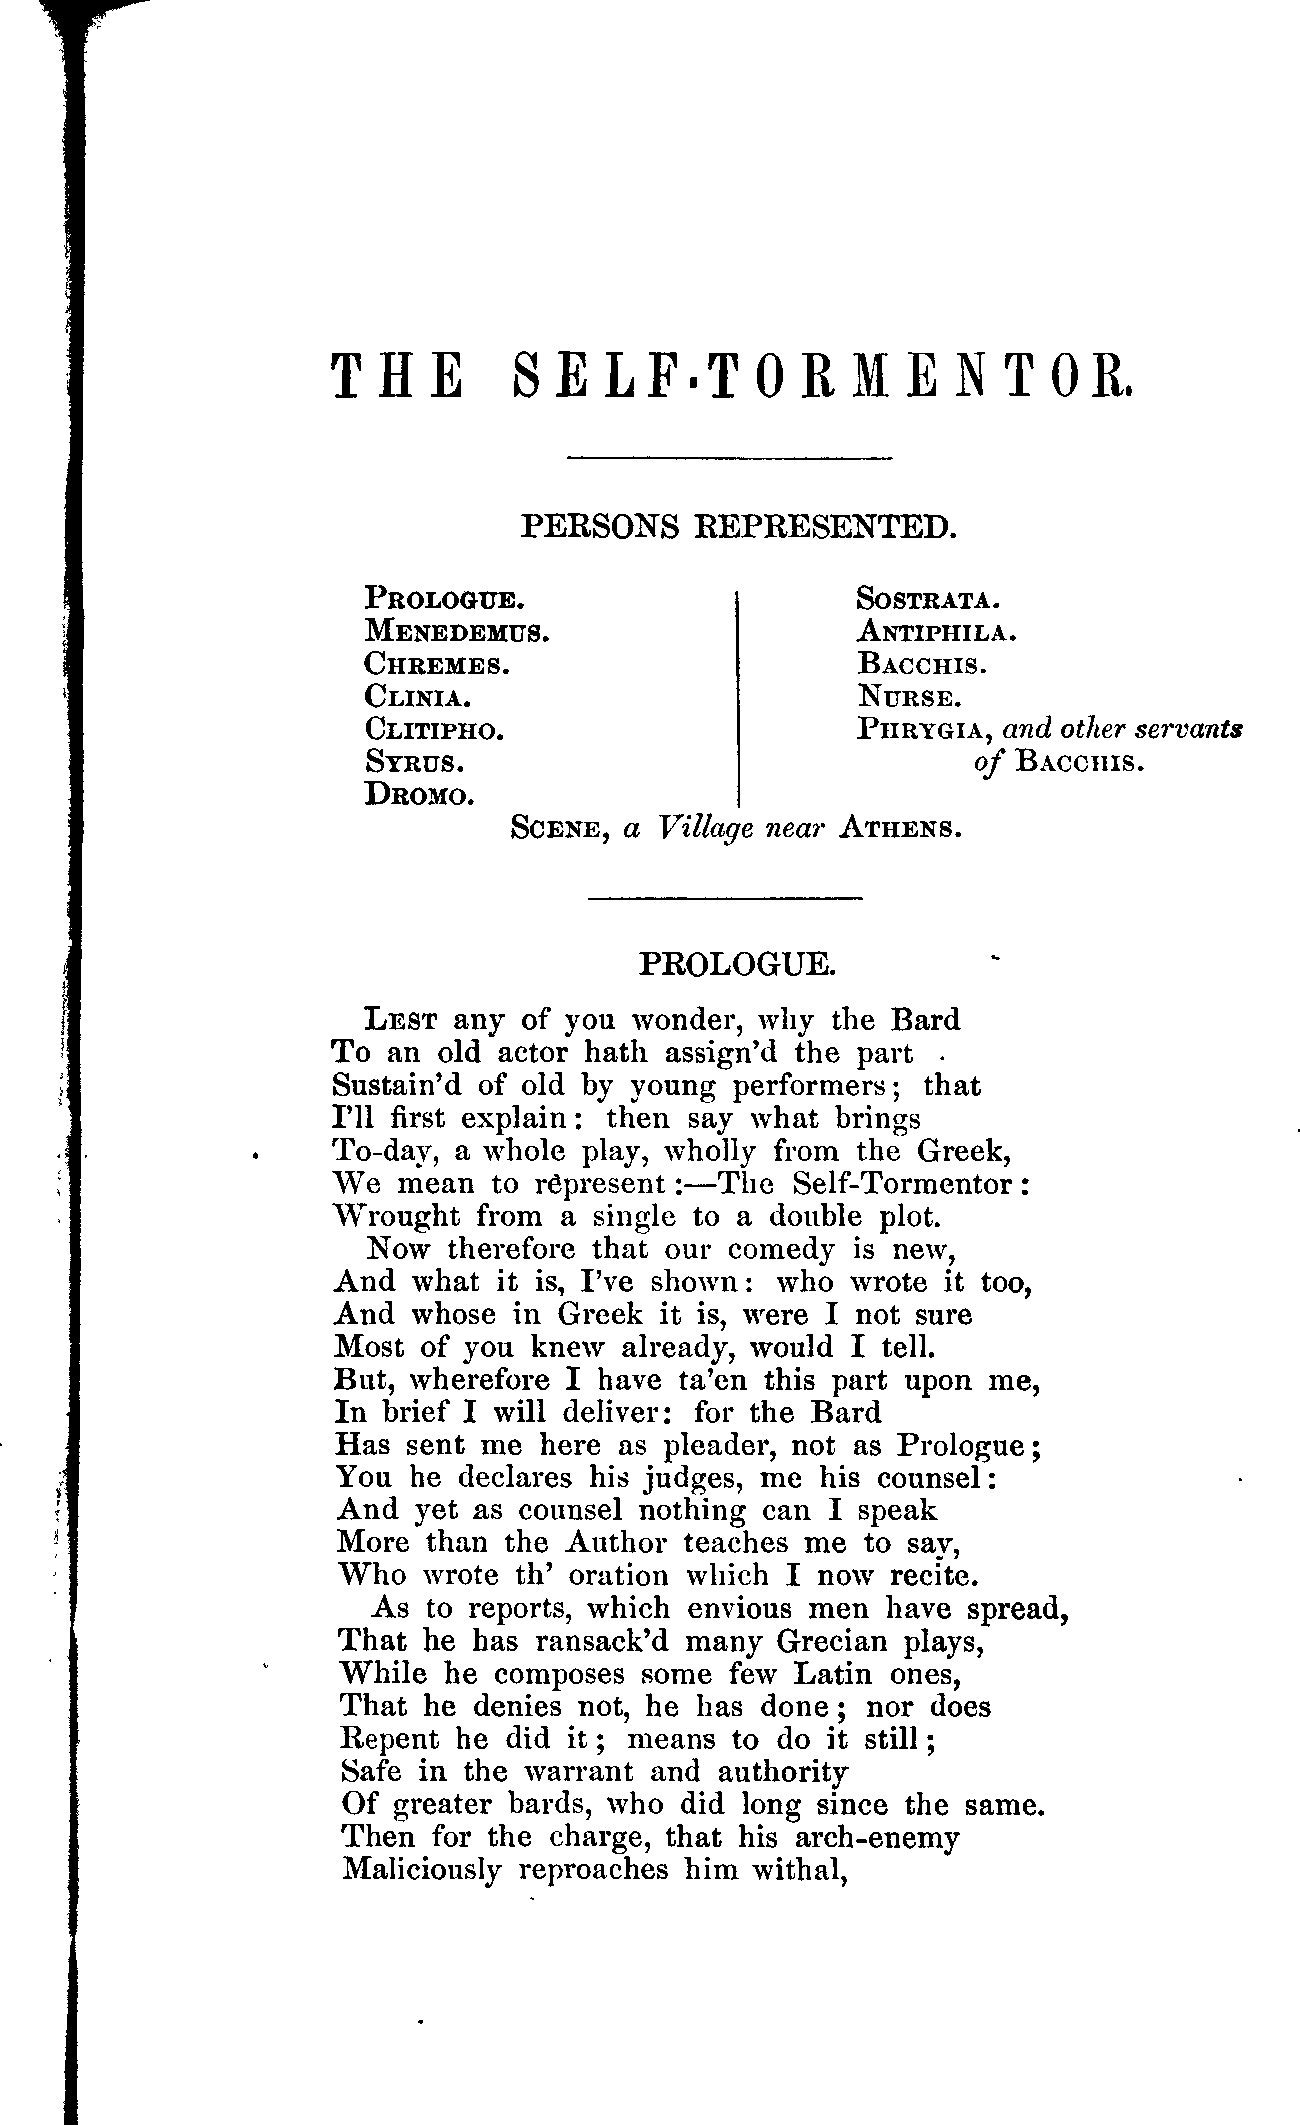 THE SELF-TORMENTOR.
PERSONS REPRESENTED.
PROLOGUE.
MENEDEMUS.
CHREMES.
CLINIA.
CLITIPHO.
SYRUS.
DROMO.
SOSTRATA.
ANTIPHILA.
BACCHIS.
NURSE.
PHRYGIA, and other servants
of BACCHIS.
SCENE, a Village near ATHENS.
PROLOGUE.
LEST any of you wonder, why the Bard
To an old actor hath assign'd the part
Sustain'd of old by young performers; that
I'll first explain: then say what brings
To-day, a whole play, wholly from the Greek,
We mean to represent:—The Self-Tormentor:
Wrought from a single to a double plot.
Now therefore that our comedy is new,
And what it is, I've shown: who wrote it too,
And whose in Greek it is, were I not sure
Most of you knew already, would I tell.
But, wherefore I have ta'en this part upon me,
In brief I will deliver: for the Bard
Has sent me here as pleader, not as Prologue;
You he declares his judges, me his counsel:
And yet as counsel nothing can I speak
More than the Author teaches me to say,
Who wrote th' oration which I now recite.
As to reports, which envious men have spread,
That he has ransack'd many Grecian plays,
While he composes some few Latin ones,
That he denies not, he has done; nor does
Repent he did it; means to do it still;
Safe in the warrant and authority
Of greater bards, who did long since the same.
Then for the charge, that his arch-enemy
Maliciously reproaches him withal,